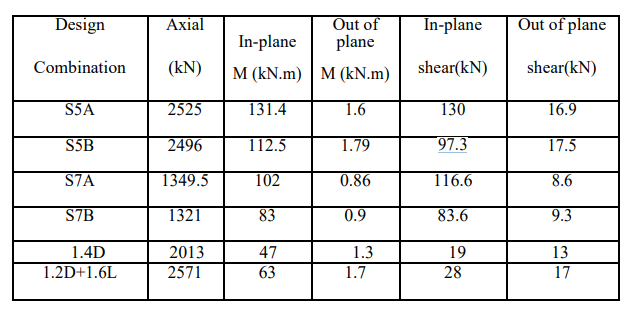 Design Combination Axial (kN) In-plane M (kN.m) Out of plane M (kN.m) In-plane shear(kN) Out of plane shear(kN)
S5A 2525 131.4 1.6 130 16.9
S5B 2496 112.5 1.79 97.3 17.5
S7A 1349.5 102 0.86 116.6 8.6
S7B 1321 83 0.9 83.6 9.3
1.4D 2013 47 1.3 19 13
1.2D+1.6L 2571 63 1.7 28 17